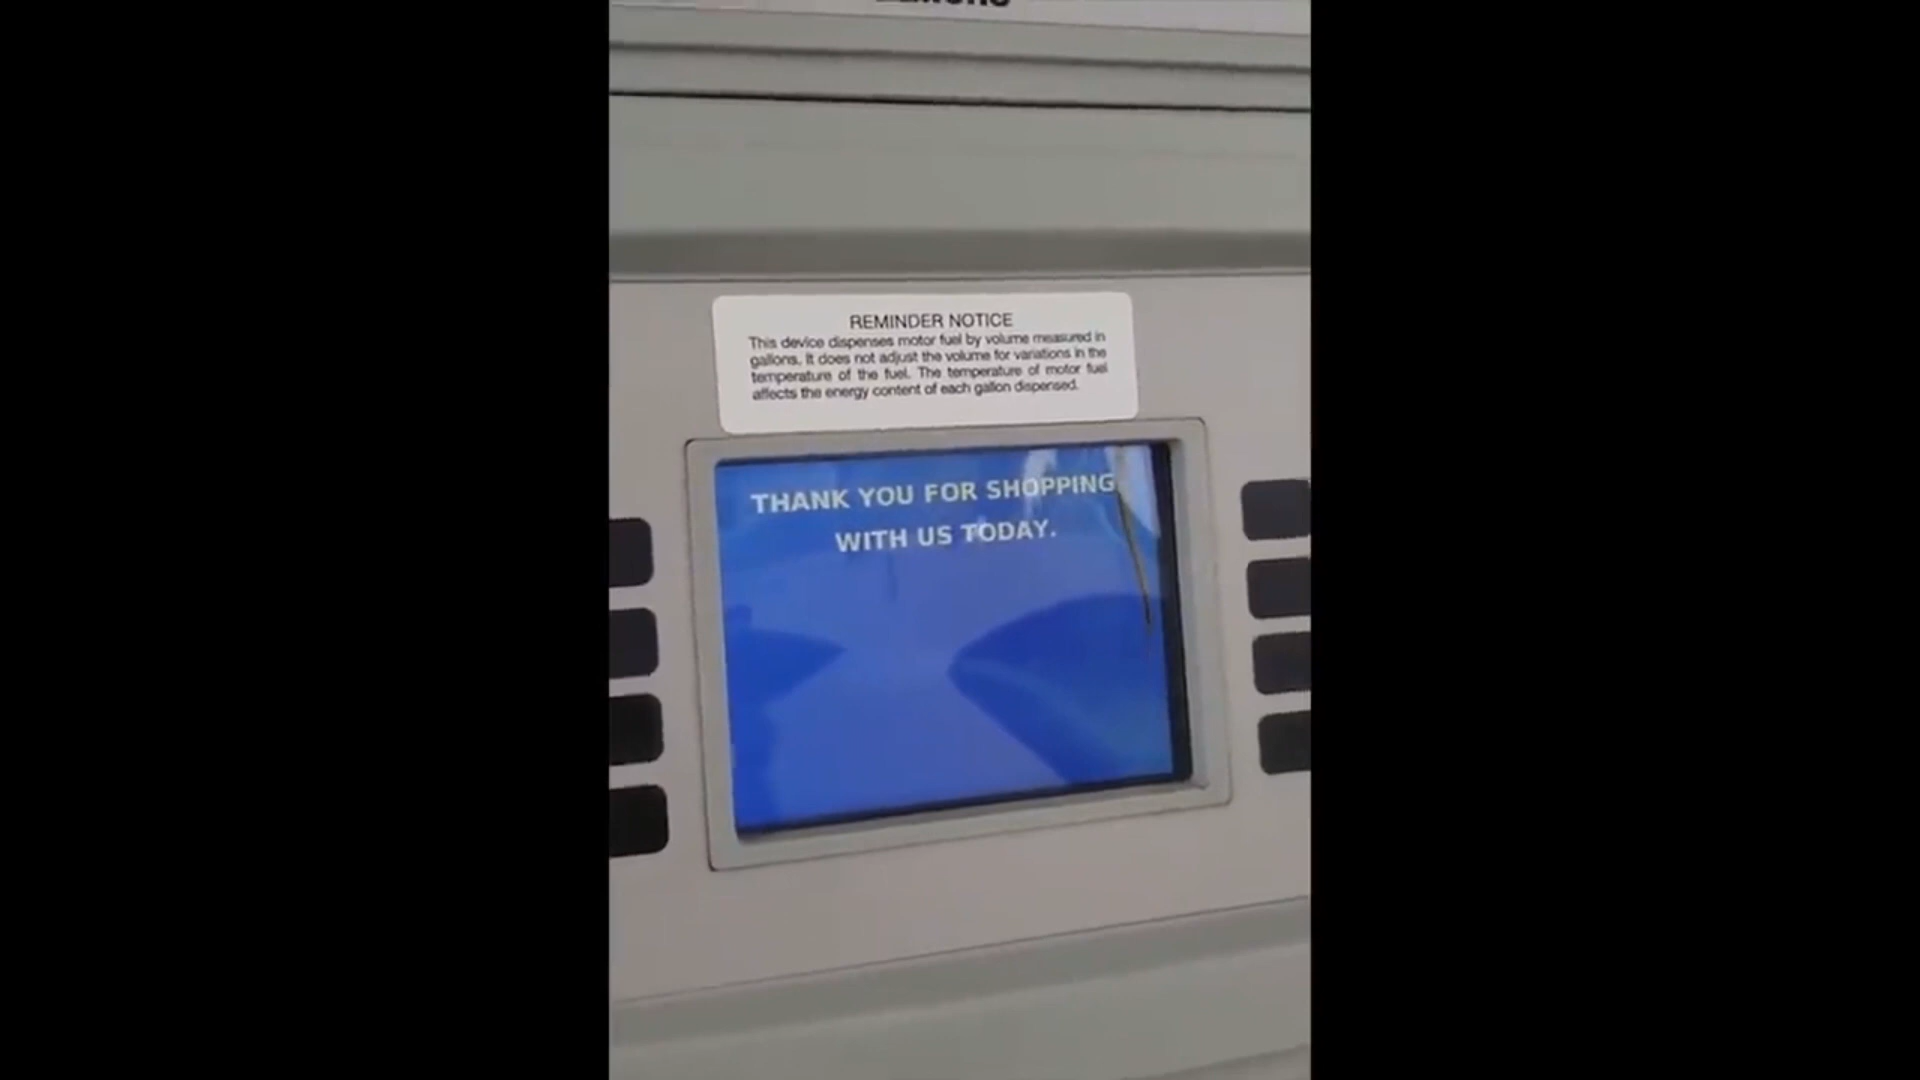 REMINDER NOTICE
This device dispenses motor fuel by volume measured in
gallons. It does not adjust the volume for variations in the
temperature of the fuel. The temperature of motor fuel
affects the energy content of each gallon dispensed.
THANK YOU FOR SHOPPING
WITH US TODAY.